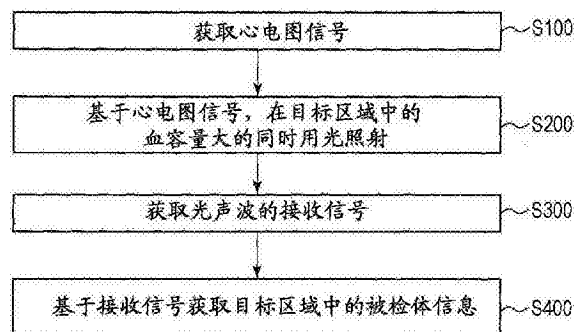 获取心电图信号
S100
基于心电图信号，在目标区域中的
血容量大的同时用光照射
S200
获取光声波的接收信号
S300
基于接收信号获取目标区域中的被检体信息
S400